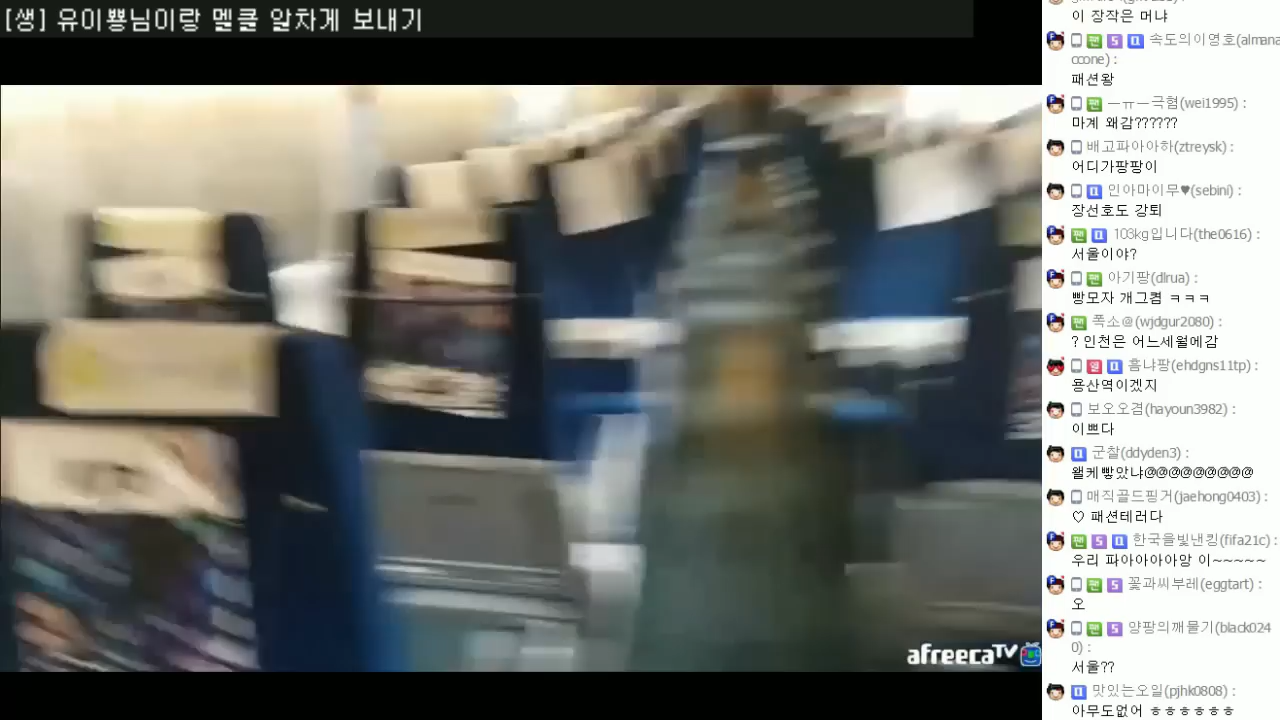 [생] 유이뿅님이랑 멜클 알차게 보내기
이 장작은 머냐
속도의이영호(almana
ccone) :
패션왕
ㅡㅠㅡ극혐(wei1995) :
마계 왜감??????
배고파아아하(ztreysk) :
어디가팡팡이
인아마이무♥(sebini) :
장선호도 강퇴
103kg입니다(the0616) :
서울이야?
아기팡(dlrua) :
빵모자 개그켬 ㅋㅋㅋ
쪽소@(wjdgur2080) :
? 인천은 어느세월에감
흠냐팡(ehdgns11tp) :
용산역이겠지
보오오겸(hayoun3982) :
이쁘다
군찰(ddyden3) :
왤케빻았냐@@@@@@@@@
매직골드핑거(jaehong0403) :
♡ 패션테러다
한국을빛낸킹(fifa21c) :
우리 파아아아아앙 이~~~~~
꽃과씨부레(eggtart) :
오
양팡의깨물기(black024
0) :
서울??
맛있는오일(pjhk0808) :
아무도없어 ㅎㅎㅎㅎㅎㅎ
afreecaTV